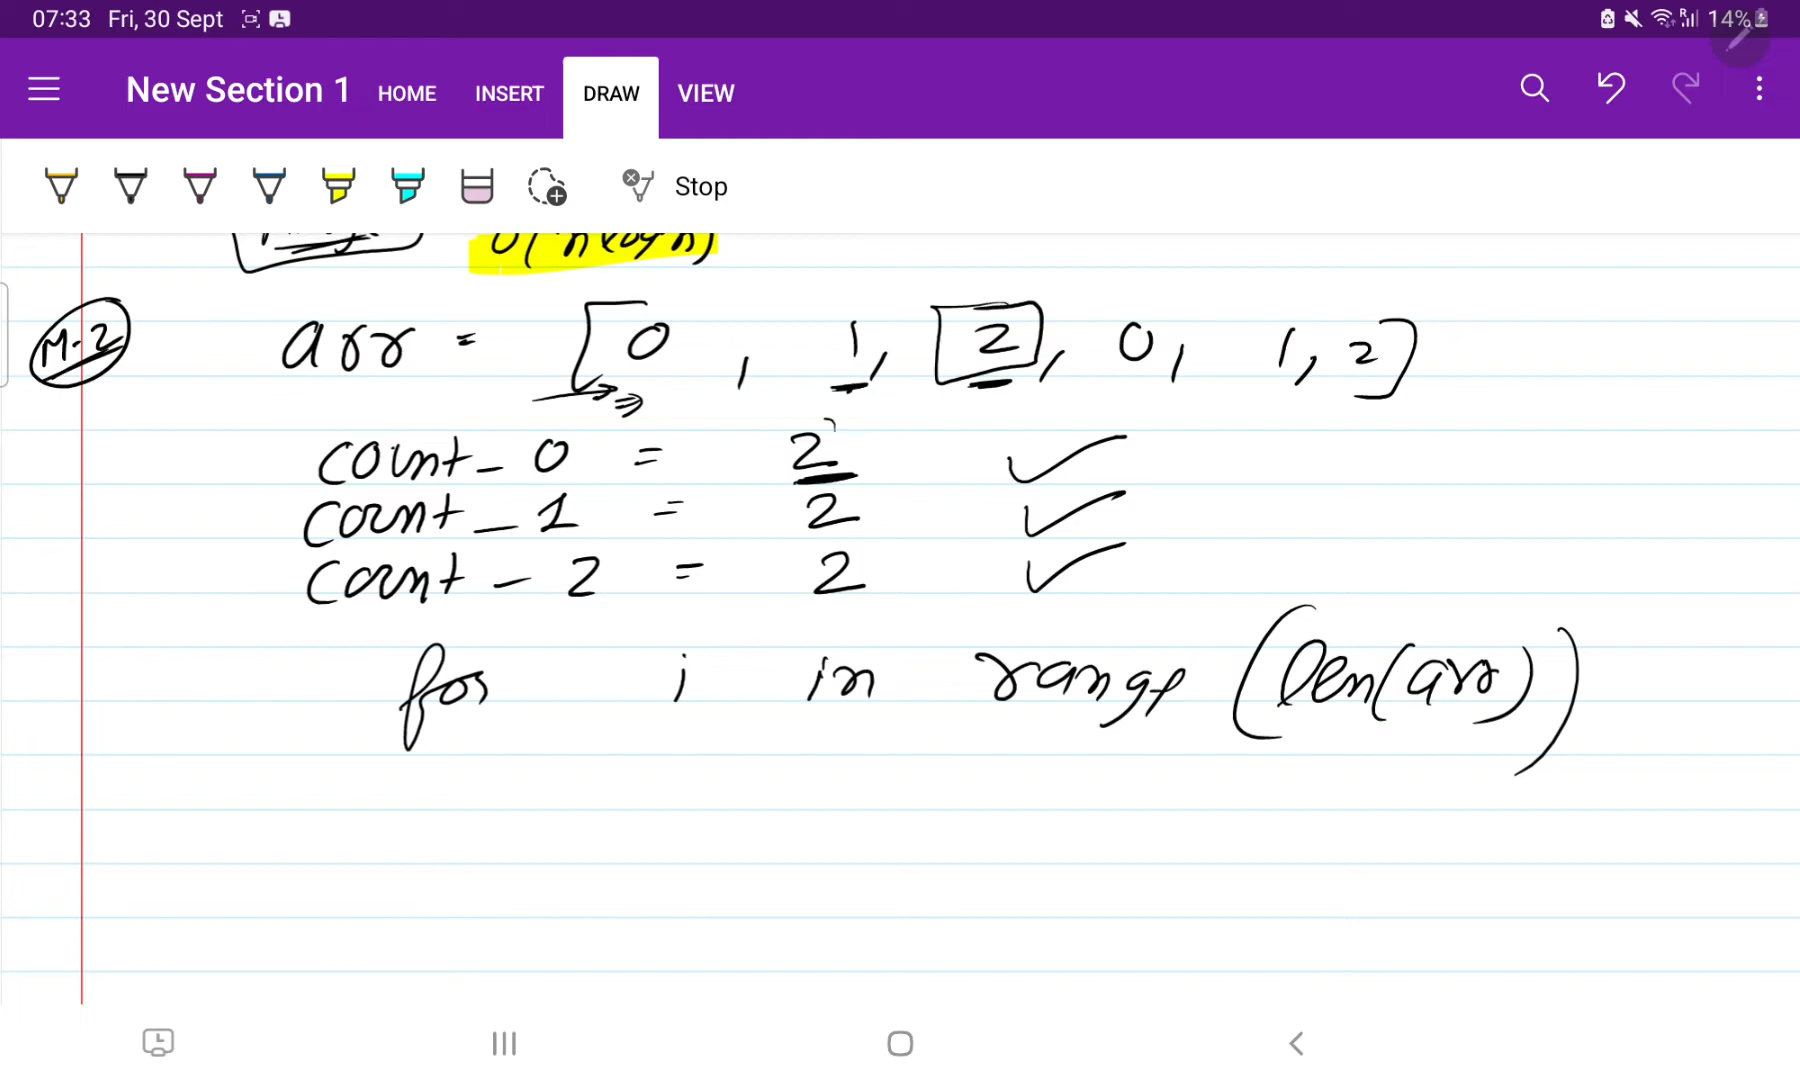 07:33 Fri, 30 Sept 14%
New Section 1 HOME INSERT DRAW VIEW
Stop
O(n log n)
M-2 arr = [0, 1, 2, 0, 1, 2]
count_0 = 2
count_1 = 2
count_2 = 2
for i in range (len(arr))